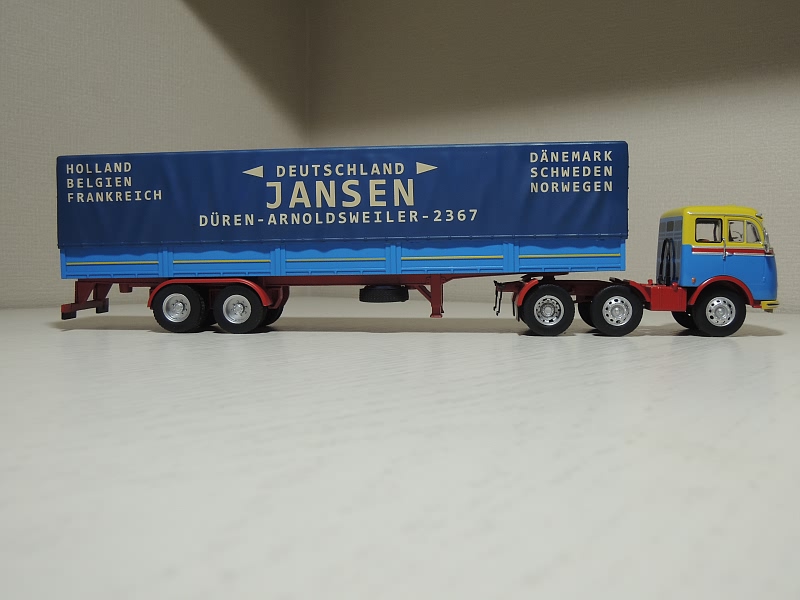 HOLLAND
BELGIEN
FRANKREICH
◄ DEUTSCHLAND ►
JANSEN
DÜREN-ARNOLDSWEILER-2367
DÄNEMARK
SCHWEDEN
NORWEGEN